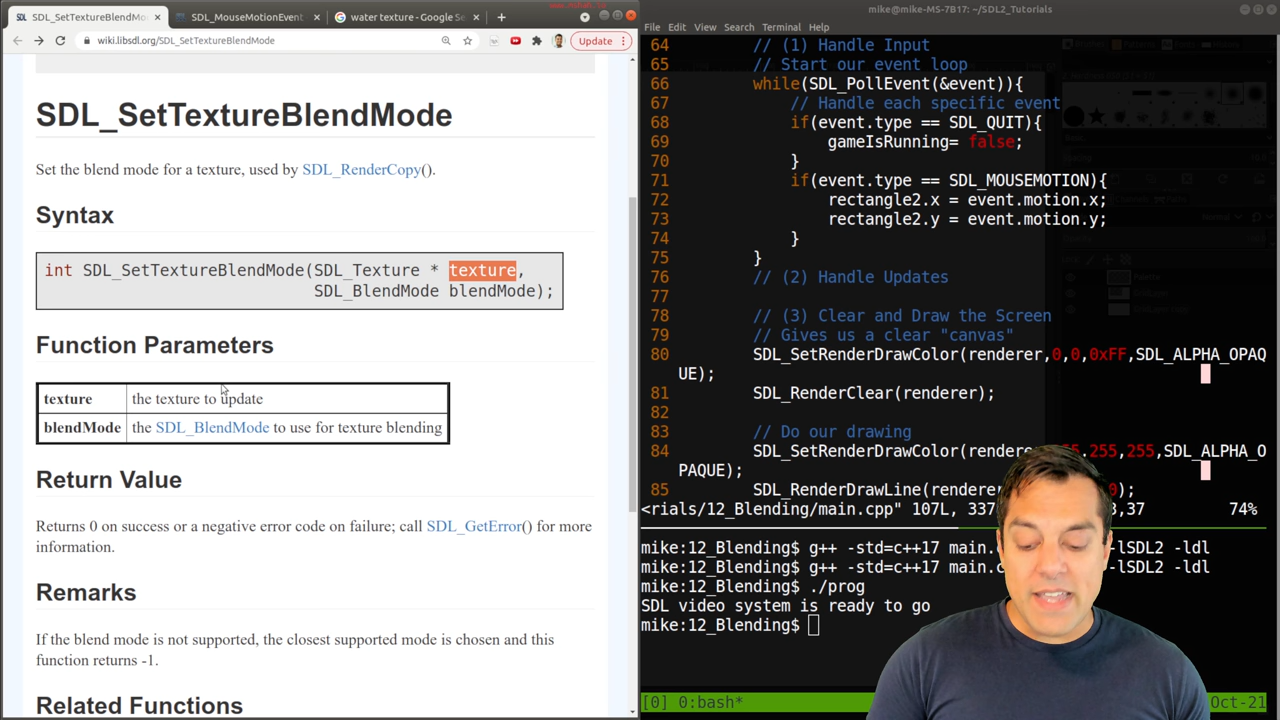 SDL_SetTextureBlendMo
SDL_MouseMotionEvent
water texture - Google Se
wiki.libsdl.org/SDL_SetTextureBlendMode
Update
SDL_SetTextureBlendMode
Set the blend mode for a texture, used by SDL_RenderCopy().
Syntax
int SDL_SetTextureBlendMode(SDL_Texture * texture,
SDL_BlendMode blendMode);
Function Parameters
texture the texture to update
blendMode the SDL_BlendMode to use for texture blending
Return Value
Returns 0 on success or a negative error code on failure; call SDL_GetError() for more
information.
Remarks
If the blend mode is not supported, the closest supported mode is chosen and this
function returns -1.
Related Functions
mike@mike-MS-7B17: ~/SDL2_Tutorials
File Edit View Search Terminal Help
64 // (1) Handle Input
65 // Start our event loop
66 while(SDL_PollEvent(&event)){
67 // Handle each specific event
68 if(event.type == SDL_QUIT){
69 gameIsRunning= false;
70 }
71 if(event.type == SDL_MOUSEMOTION){
72 rectangle2.x = event.motion.x;
73 rectangle2.y = event.motion.y;
74 }
75 }
76 // (2) Handle Updates
77
78 // (3) Clear and Draw the Screen
79 // Gives us a clear "canvas"
80 SDL_SetRenderDrawColor(renderer,0,0,0xFF,SDL_ALPHA_OPAQ
UE);
81 SDL_RenderClear(renderer);
82
83 // Do our drawing
84 SDL_SetRenderDrawColor(rendere 255,255,SDL_ALPHA_O
PAQUE);
85 SDL_RenderDrawLine(renderer 0);
<rials/12_Blending/main.cpp" 107L, 337 3,37 74%
mike:12_Blending$ g++ -std=c++17 main. -lSDL2 -ldl
mike:12_Blending$ g++ -std=c++17 main. -lSDL2 -ldl
mike:12_Blending$ ./prog
SDL video system is ready to go
mike:12_Blending$
[0] 0:bash* Oct-21